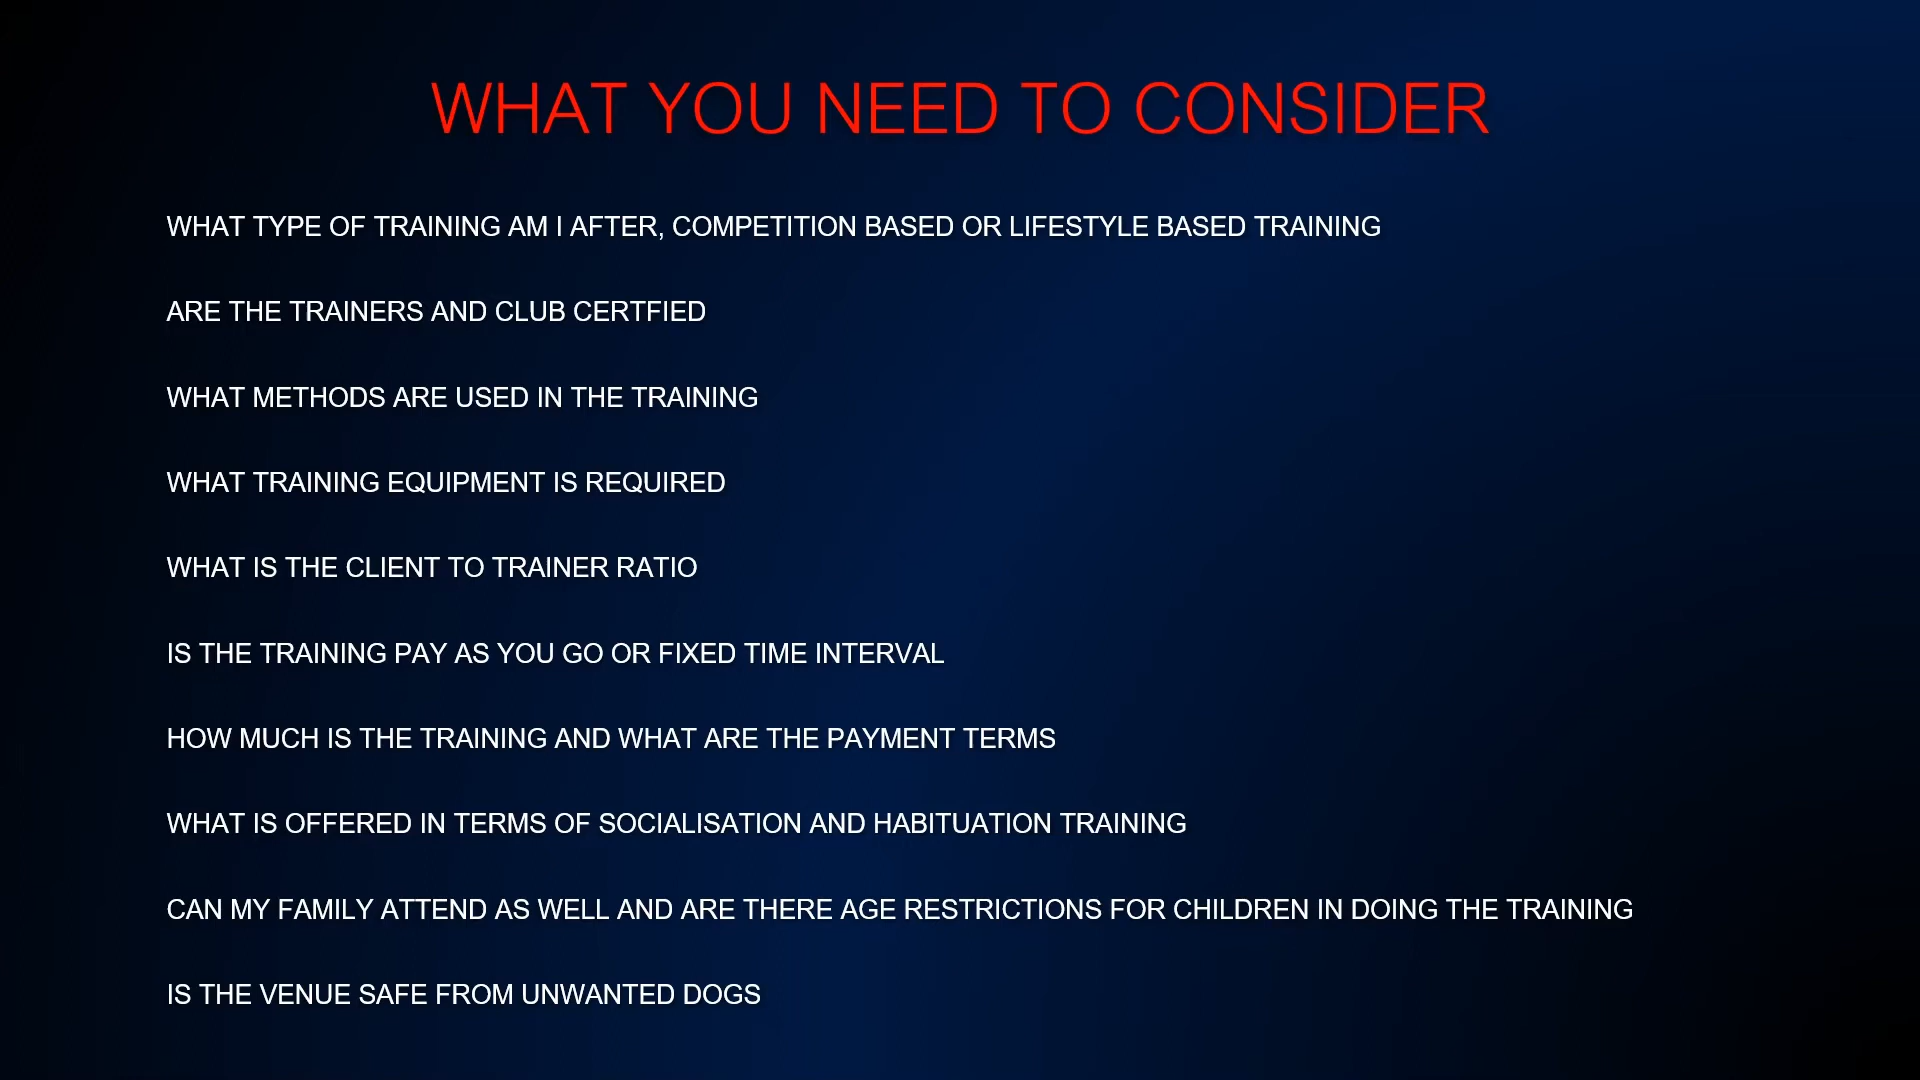 WHAT YOU NEED TO CONSIDER
WHAT TYPE OF TRAINING AM I AFTER, COMPETITION BASED OR LIFESTYLE BASED TRAINING
ARE THE TRAINERS AND CLUB CERTFIED
WHAT METHODS ARE USED IN THE TRAINING
WHAT TRAINING EQUIPMENT IS REQUIRED
WHAT IS THE CLIENT TO TRAINER RATIO
IS THE TRAINING PAY AS YOU GO OR FIXED TIME INTERVAL
HOW MUCH IS THE TRAINING AND WHAT ARE THE PAYMENT TERMS
WHAT IS OFFERED IN TERMS OF SOCIALISATION AND HABITUATION TRAINING
CAN MY FAMILY ATTEND AS WELL AND ARE THERE AGE RESTRICTIONS FOR CHILDREN IN DOING THE TRAINING
IS THE VENUE SAFE FROM UNWANTED DOGS